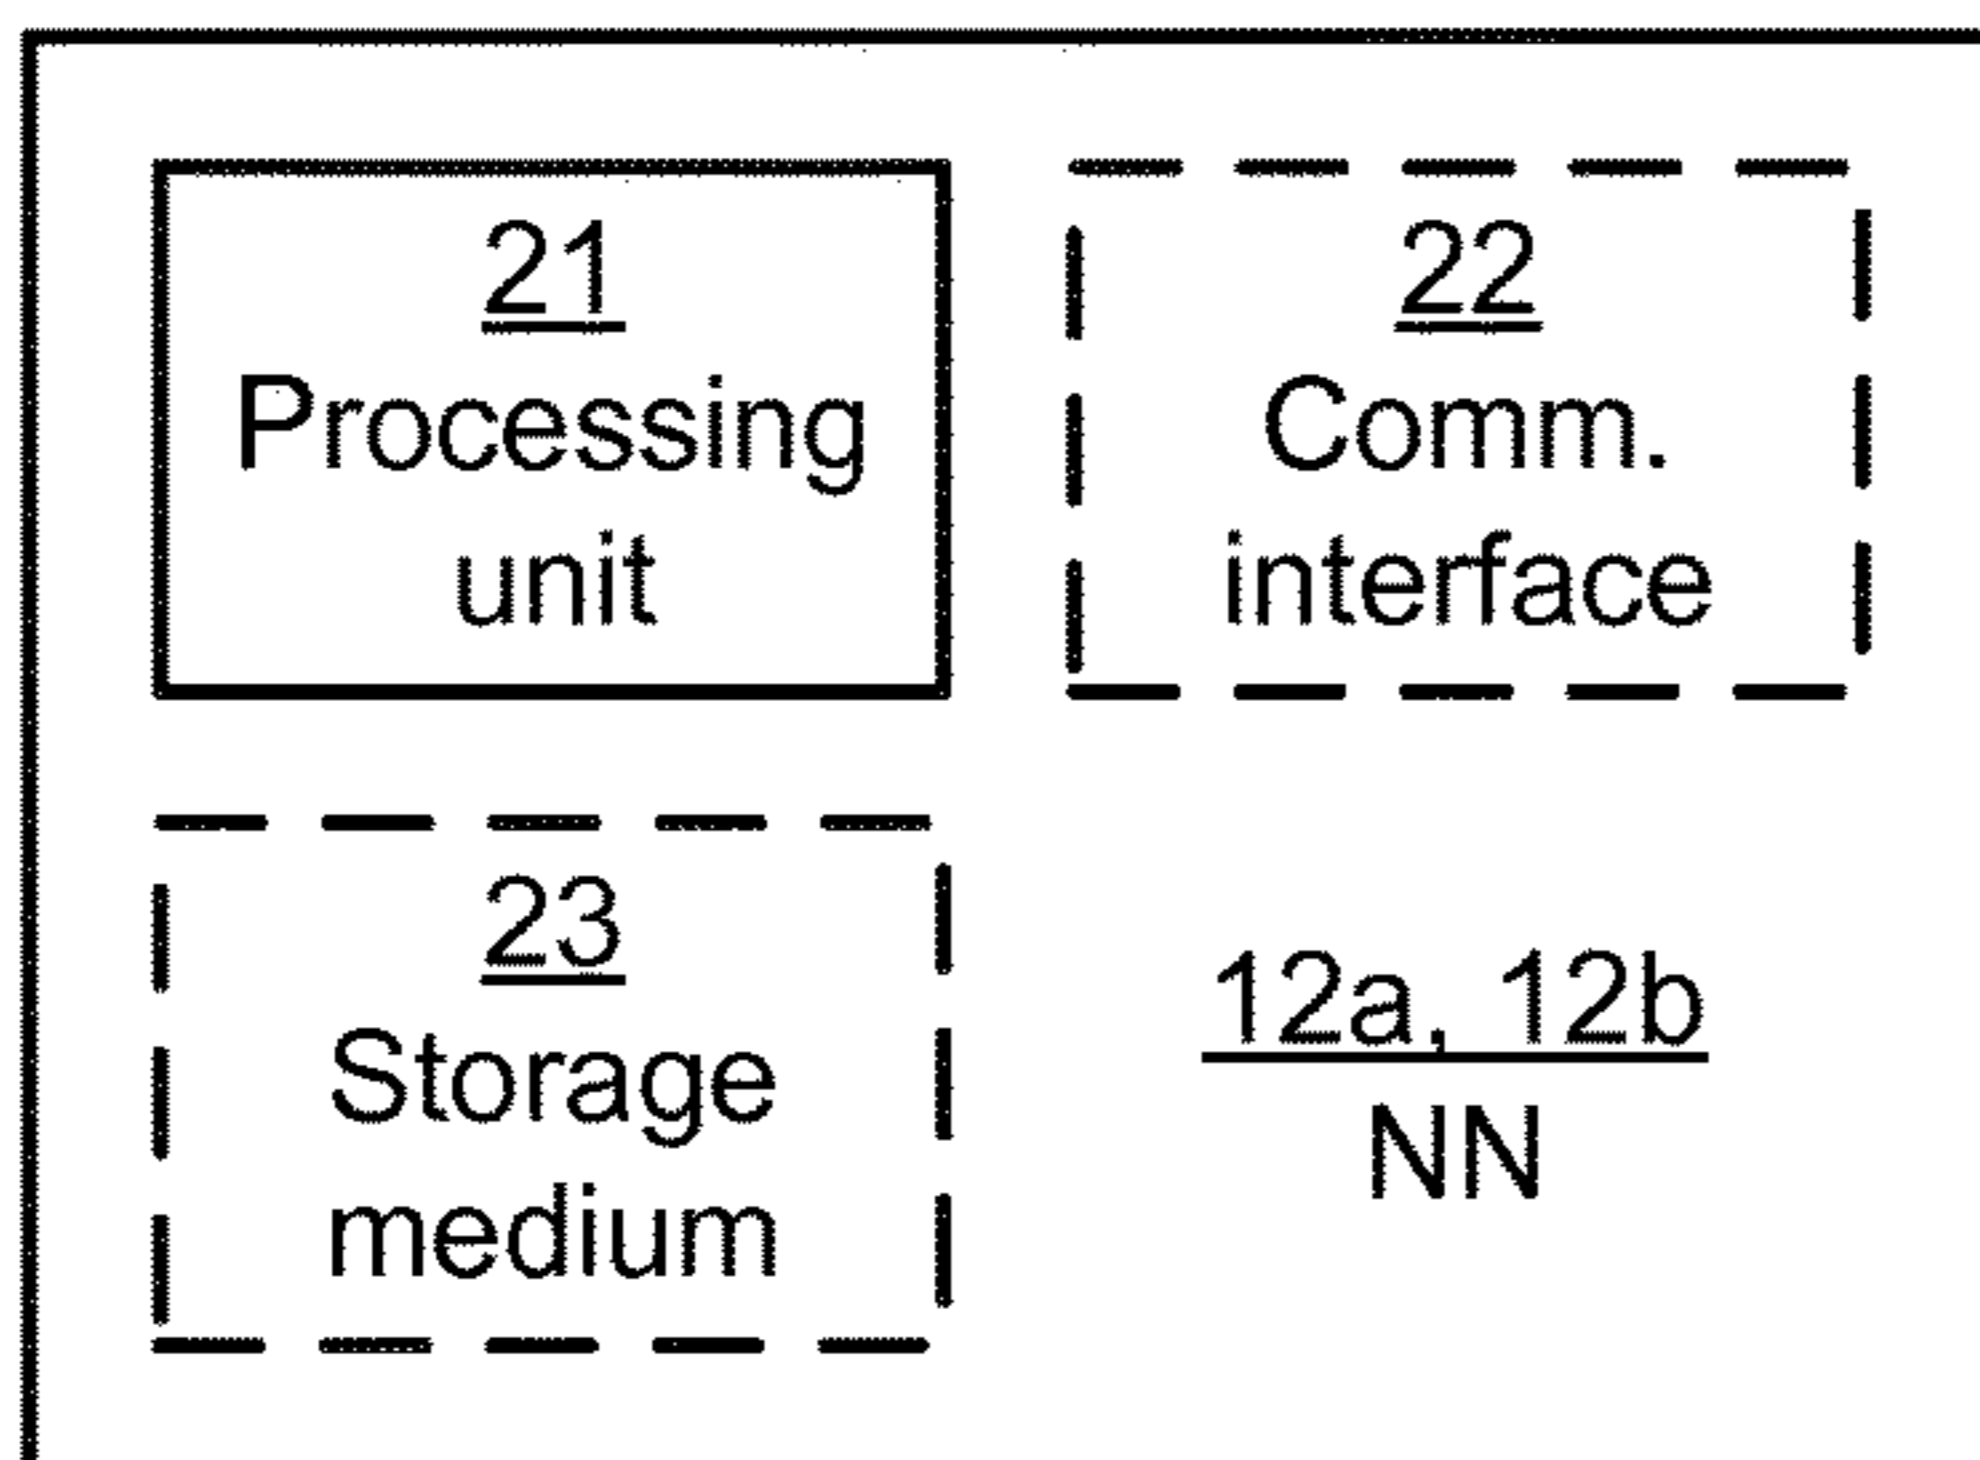 21
Processing
unit
22
Comm.
interface
23
Storage
medium
12a, 12b
NN